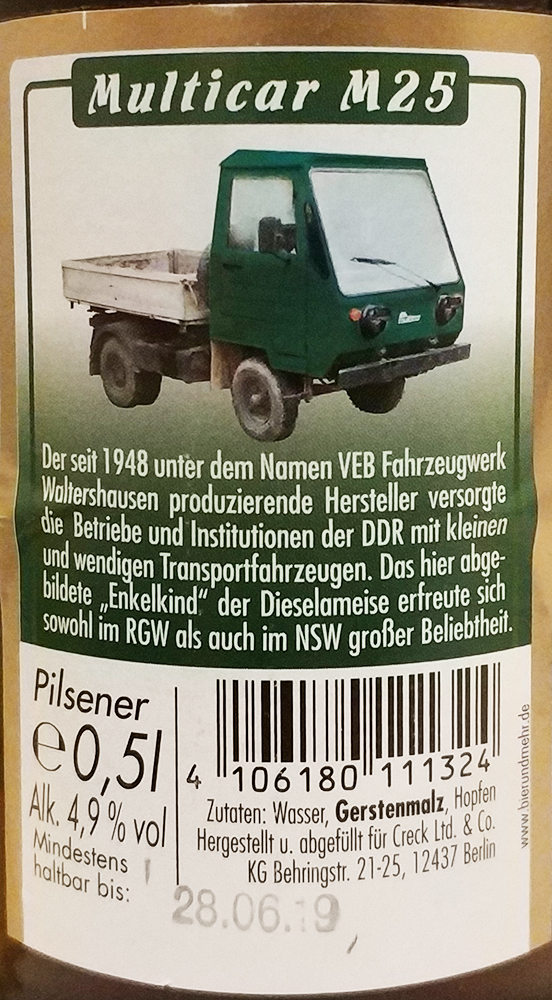 Multicar M25
Der seit 1948 unter dem Namen VEB Fahrzeugwerk
Waltershausen produzierende Hersteller versorgte
die Betriebe und Institutionen der DDR mit kleinen
und wendigen Transportfahrzeugen. Das hier abge-
bildete „Enkelkind“ der Dieselameise erfreute sich
sowohl im RGW als auch im NSW großer Beliebtheit.
Pilsener
℮0,5l
Alk. 4,9 % vol
Mindestens
haltbar bis:
28.06.19
4 106180 111324
Zutaten: Wasser, Gerstenmalz, Hopfen
Hergestellt u. abgefüllt für Creck Ltd. & Co.
KG Behringstr. 21-25, 12437 Berlin
www.bierundmehr.de